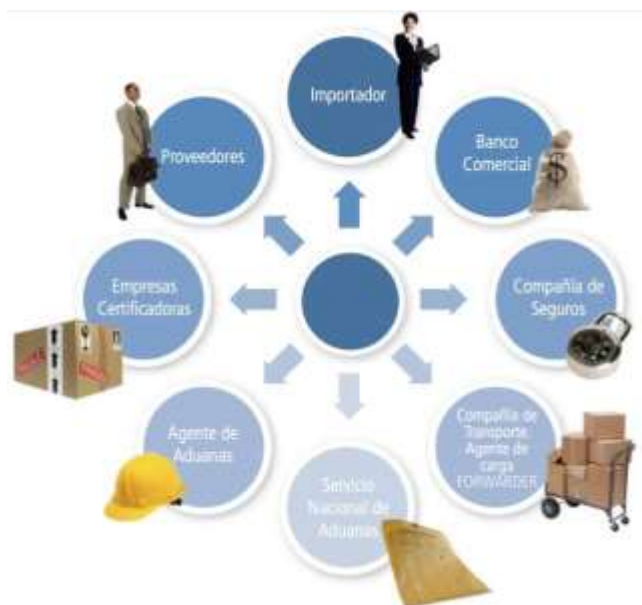 Importador
Banco
Comercial
Compañía de
Seguros
Compañía de
Transporte,
Agente de
carga
FORWARDER
Servicio
Nacional de
Aduanas
Agente de
Aduanas
Empresas
Certificadoras
Proveedores
$